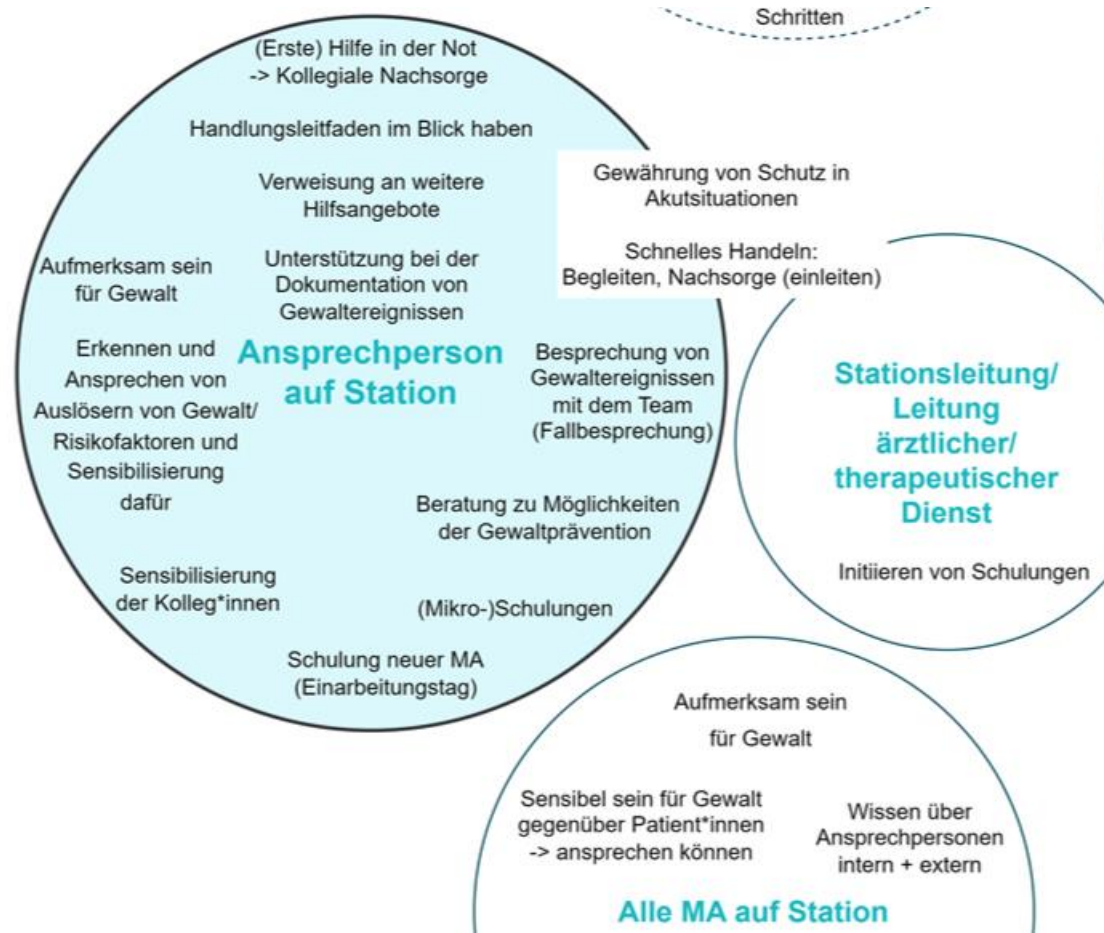 Schritten
(Erste) Hilfe in der Not
-> Kollegiale Nachsorge
Handlungsleitfaden im Blick haben
Verweisung an weitere
Hilfsangebote
Gewährung von Schutz in
Akutsituationen
Schnelles Handeln:
Begleiten, Nachsorge (einleiten)
Aufmerksam sein
für Gewalt
Unterstützung bei der
Dokumentation von
Gewaltereignissen
Erkennen und
Ansprechen von
Auslösern von Gewalt/
Risikofaktoren und
Sensibilisierung
dafür
Ansprechperson
auf Station
Besprechung von
Gewaltereignissen
mit dem Team
(Fallbesprechung)
Beratung zu Möglichkeiten
der Gewaltprävention
Sensibilisierung
der Kolleg*innen
(Mikro-)Schulungen
Schulung neuer MA
(Einarbeitungstag)
Stationsleitung/
Leitung
ärztlicher/
therapeutischer
Dienst
Initiieren von Schulungen
Aufmerksam sein
für Gewalt
Sensibel sein für Gewalt
gegenüber Patient*innen
-> ansprechen können
Wissen über
Ansprechpersonen
intern + extern
Alle MA auf Station